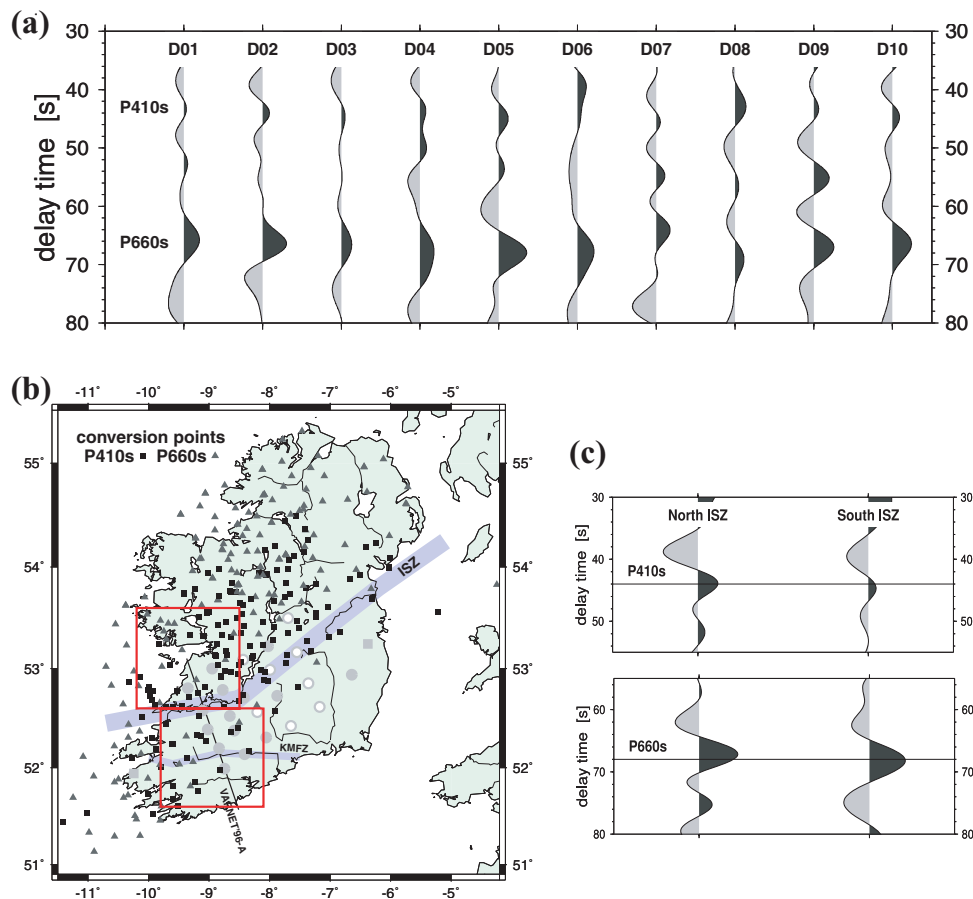 (a)
30 30
D01 D02 D03 D04 D05 D06 D07 D08 D09 D10
40 40
P410s
50 50
delay time [s]
60 60
P660s
70 70
80 80
(b)
-11° -10° -9° -8° -7° -6° -5°
conversion points
P410s P660s
55° 55°
54° 54°
ISZ
53° 53°
KMFZ
52° 52°
VARNET'96-A
51° 51°
-11° -10° -9° -8° -7° -6° -5°
(c)
30 30
North ISZ South ISZ
40 40
P410s
delay time [s]
50 50
60 60
P660s
delay time [s]
70 70
80 80